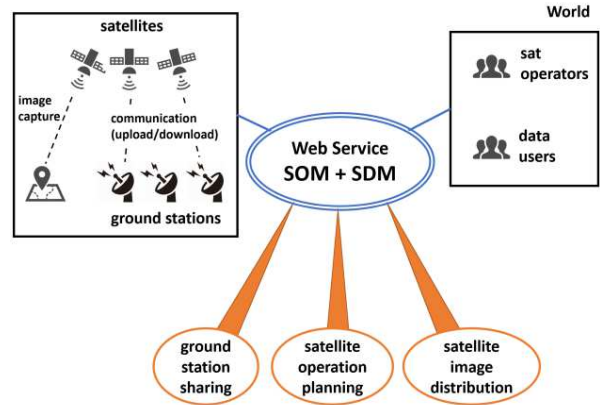 World
satellites
image
capture
communication
(upload/download)
ground stations
Web Service
SOM + SDM
sat
operators
data
users
ground
station
sharing
satellite
operation
planning
satellite
image
distribution